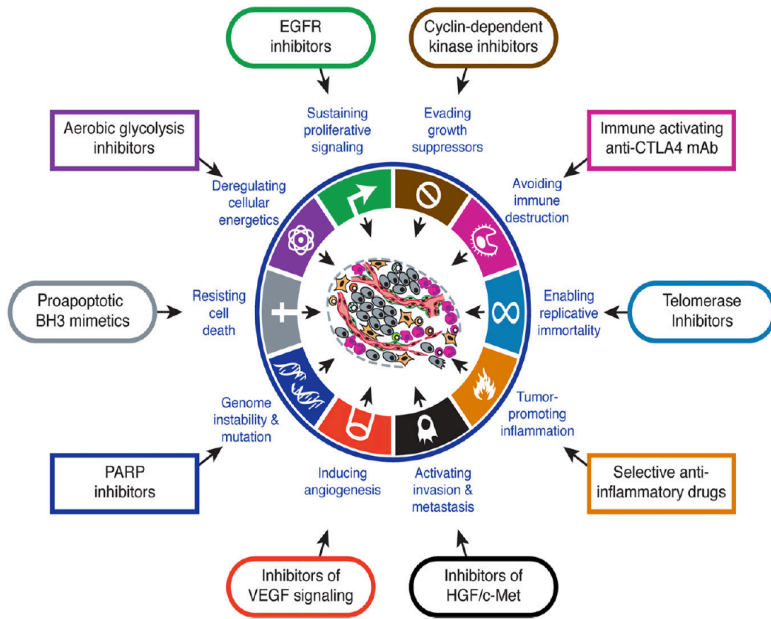 EGFR
inhibitors
Cyclin-dependent
kinase inhibitors
Sustaining
proliferative
signaling
Evading
growth
suppressors
Aerobic glycolysis
inhibitors
Immune activating
anti-CTLA4 mAb
Deregulating
cellular
energetics
Avoiding
immune
destruction
Proapoptotic
BH3 mimetics
Resisting
cell
death
Enabling
replicative
immortality
Telomerase
Inhibitors
Genome
instability &
mutation
Tumor-
promoting
inflammation
PARP
inhibitors
Inducing
angiogenesis
Activating
invasion &
metastasis
Selective anti-
inflammatory drugs
Inhibitors of
VEGF signaling
Inhibitors of
HGF/c-Met